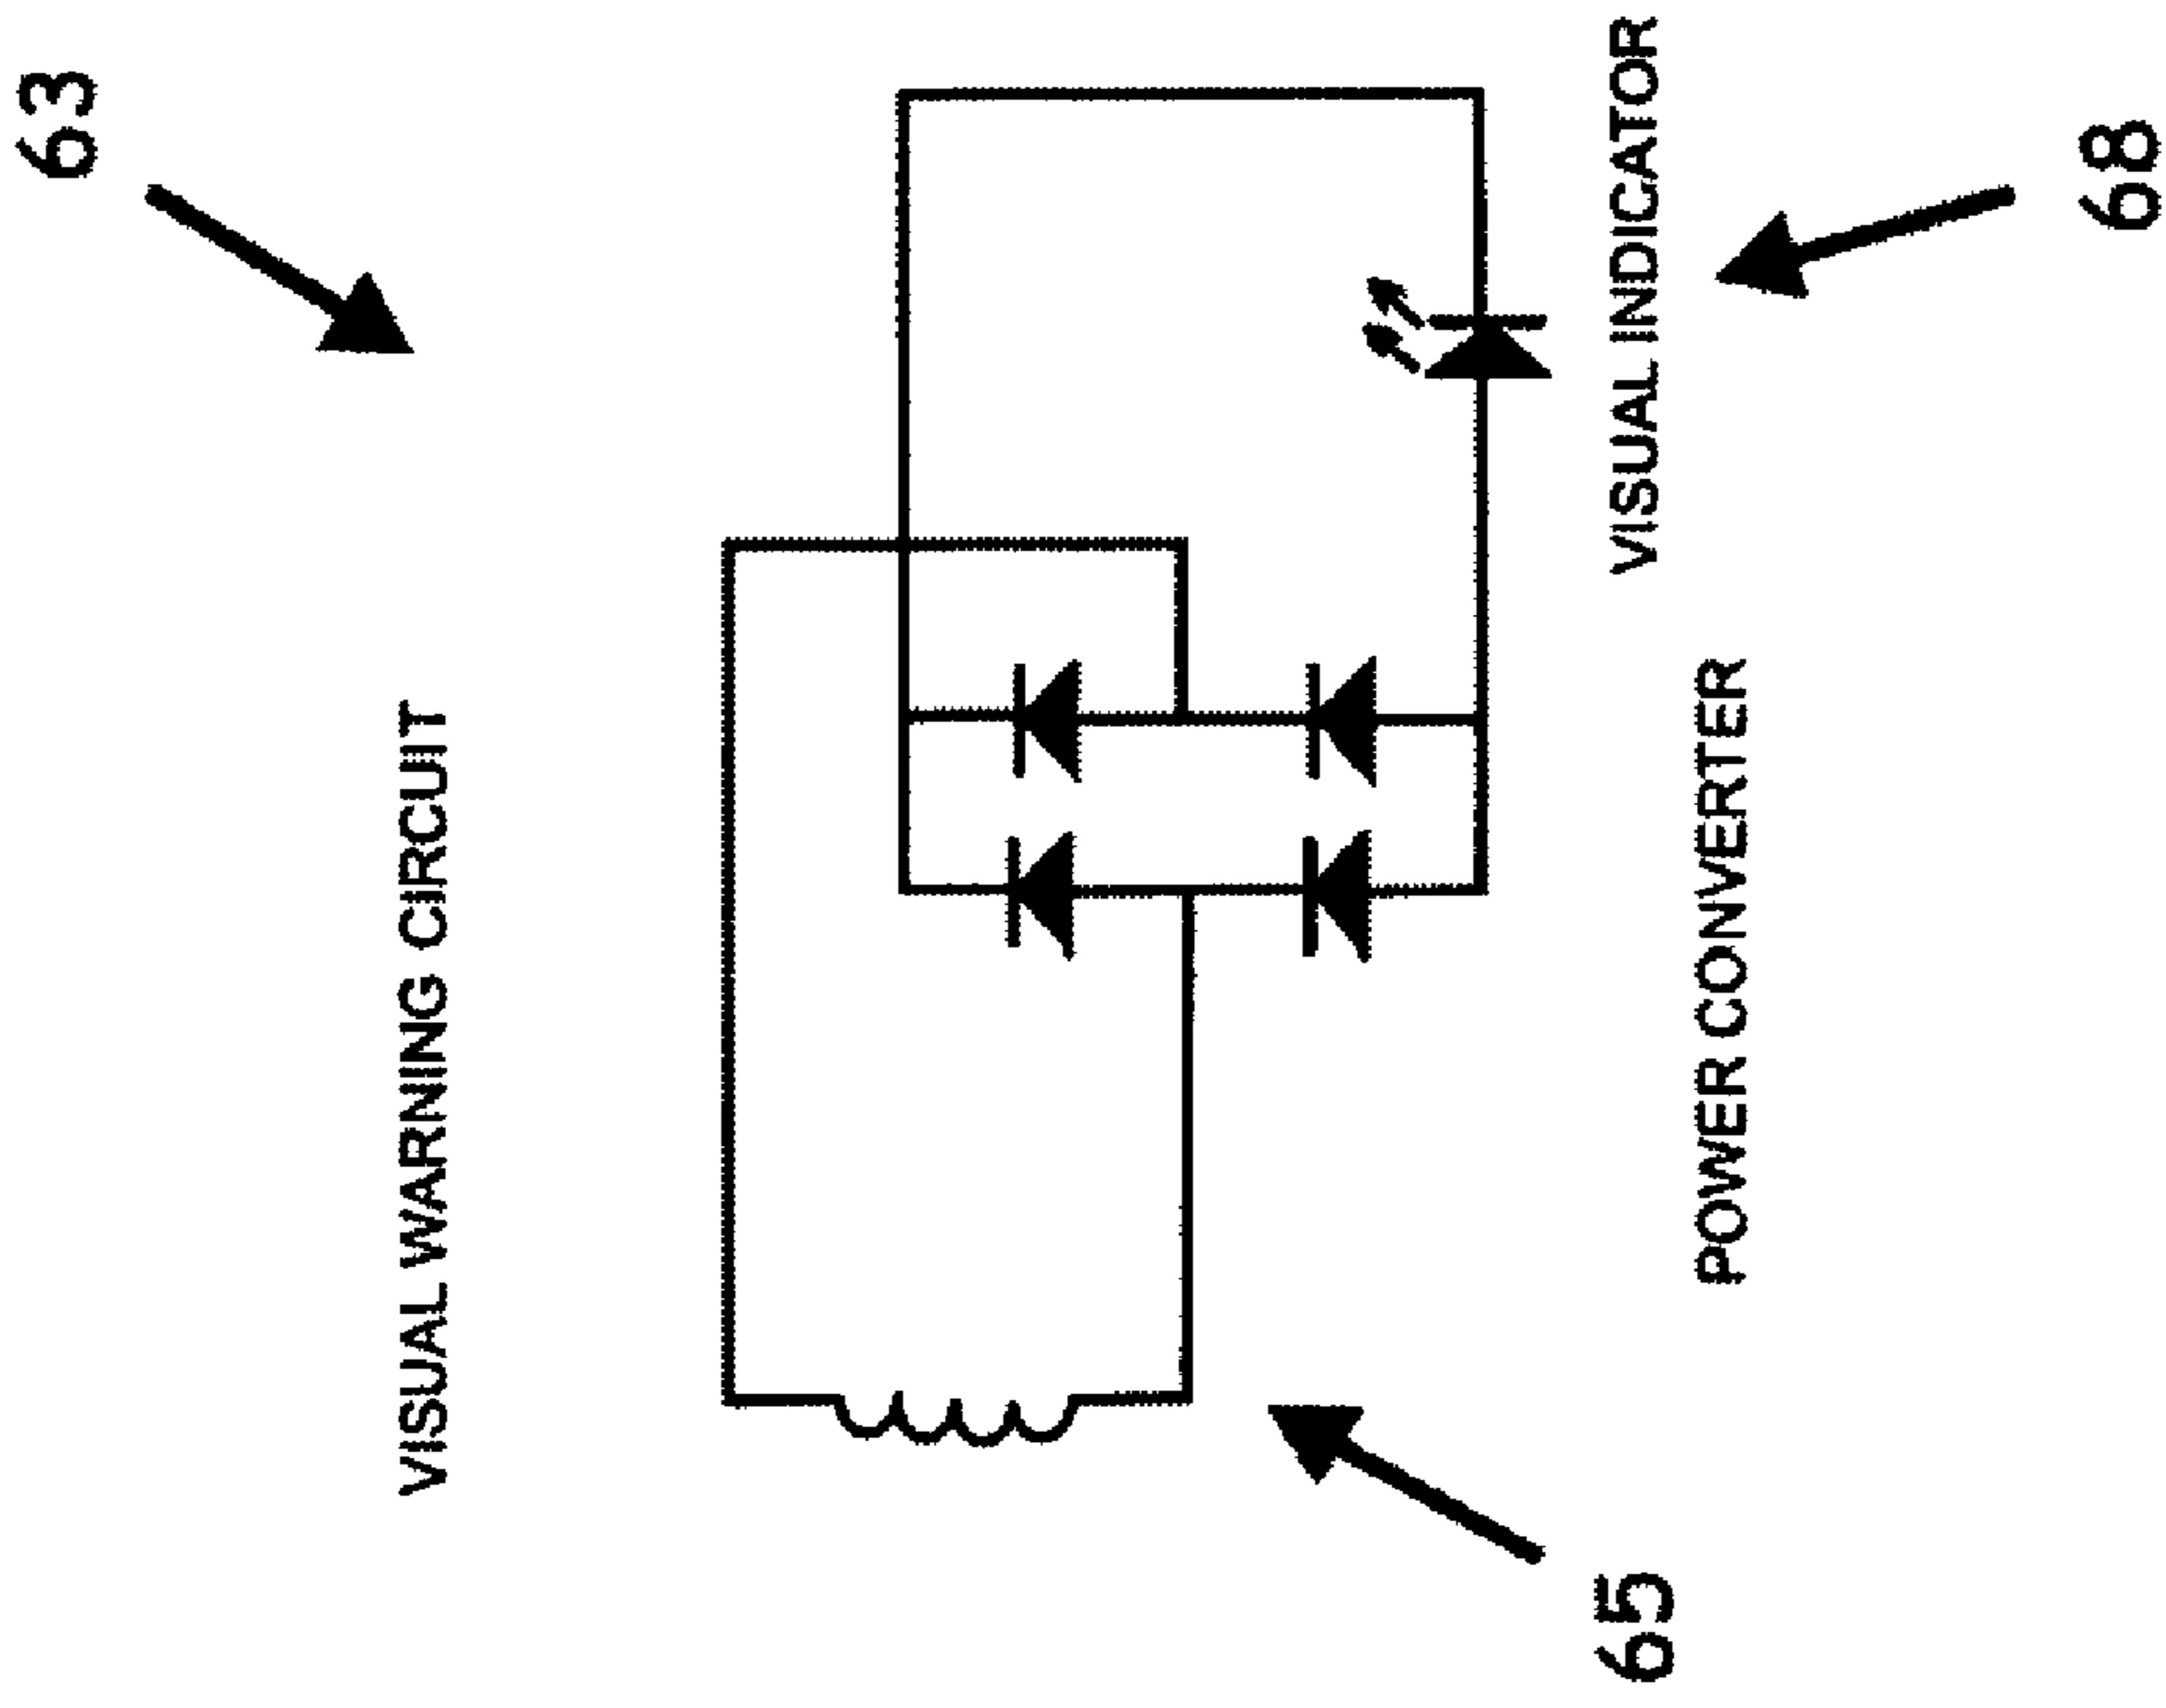 63
VISUAL WARNING CIRCUIT
65
POWER CONVERTER
VISUAL INDICATOR
68